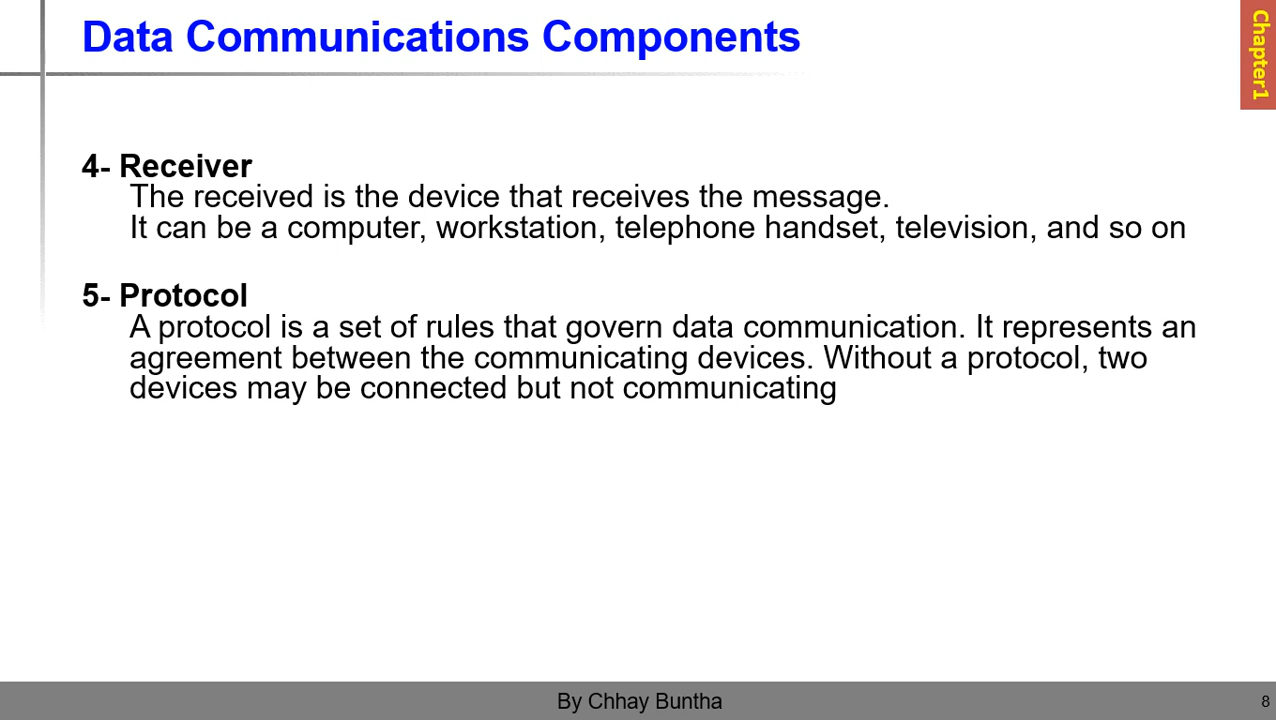 Data Communications Components
Chapter1
4- Receiver
The received is the device that receives the message.
It can be a computer, workstation, telephone handset, television, and so on
5- Protocol
A protocol is a set of rules that govern data communication. It represents an
agreement between the communicating devices. Without a protocol, two
devices may be connected but not communicating
By Chhay Buntha
8